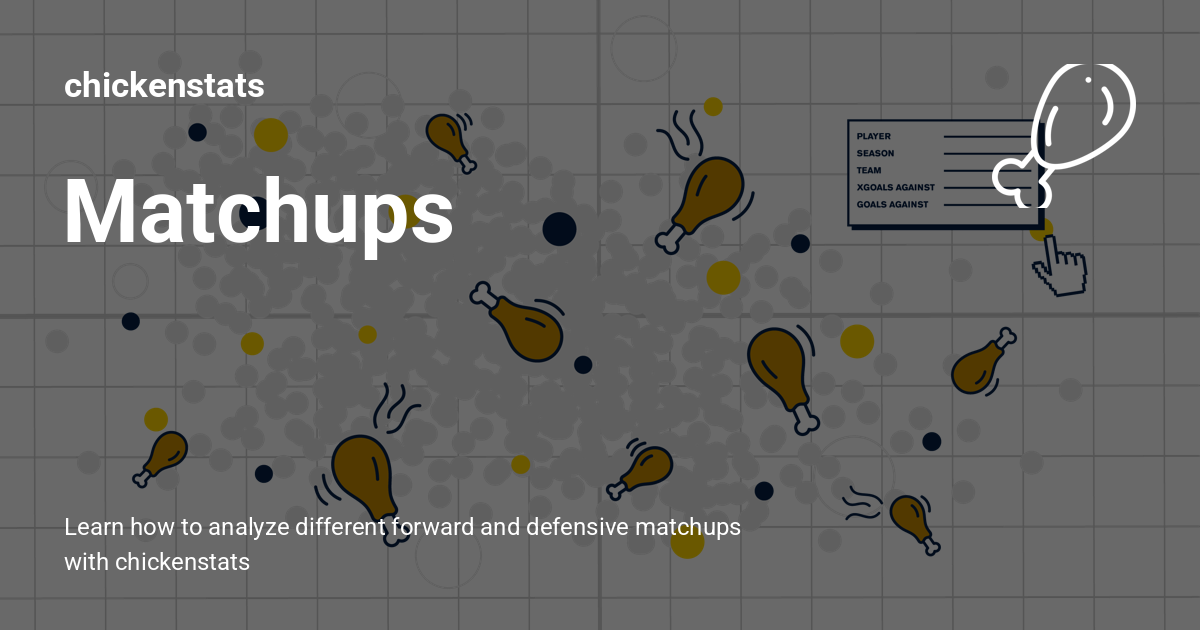 chickenstats
Matchups
PLAYER
SEASON
TEAM
XGOALS AGAINST
GOALS AGAINST
Learn how to analyze different forward and defensive matchups
with chickenstats